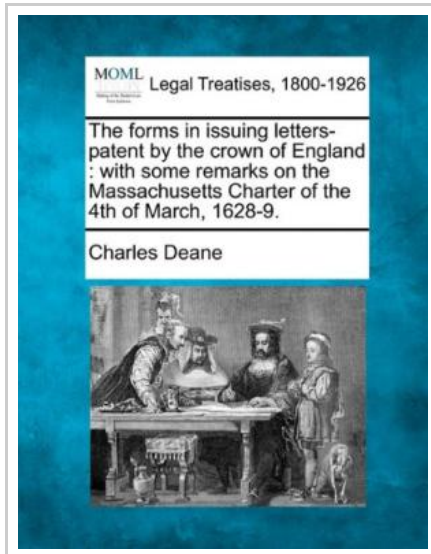 MOML
Legal Treatises, 1800-1926
The forms in issuing letters-
patent by the crown of England
: with some remarks on the
Massachusetts Charter of the
4th of March, 1628-9.
Charles Deane